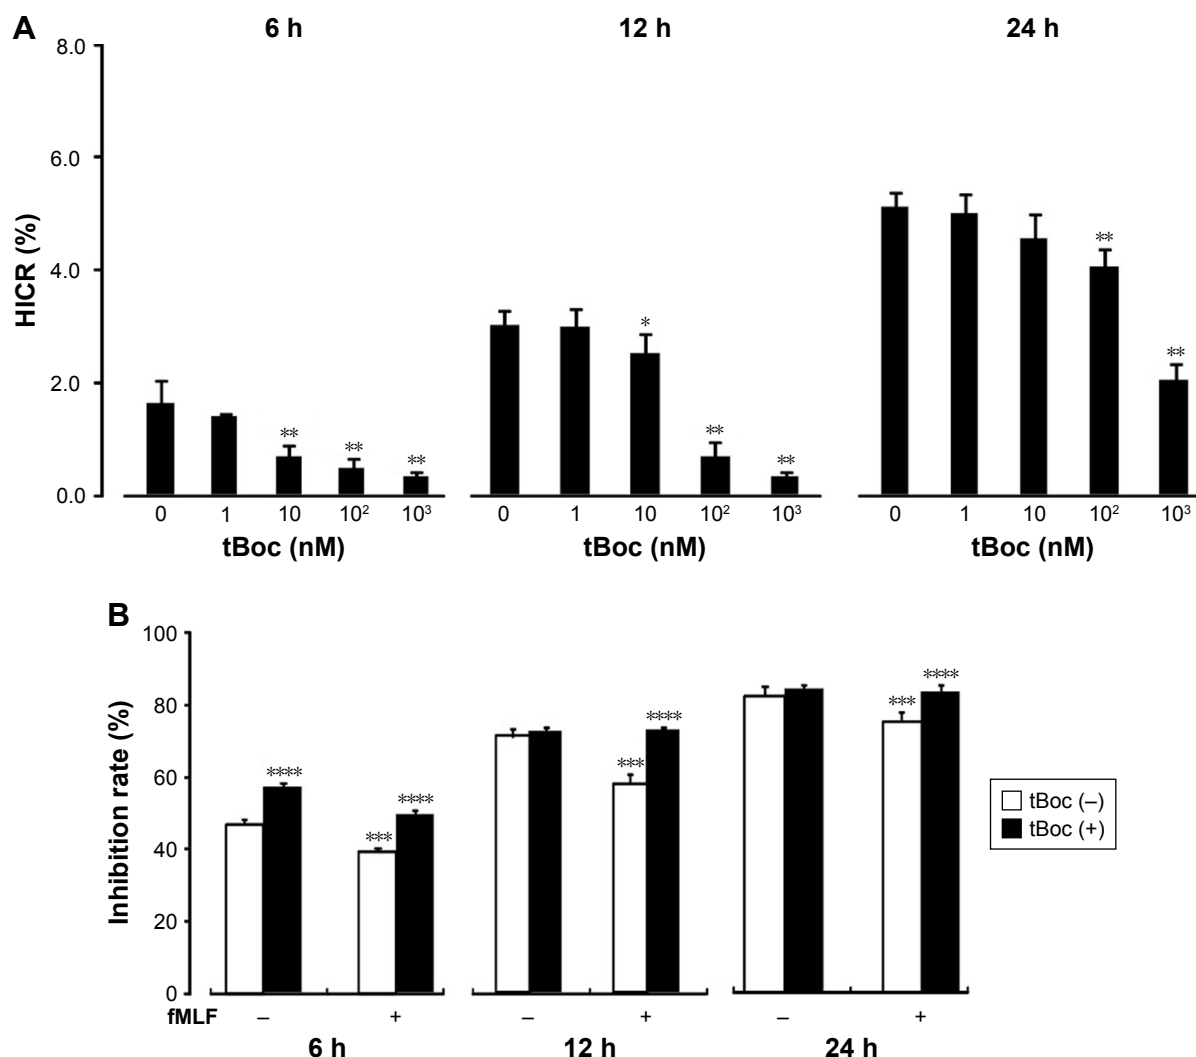 A
6 h 12 h 24 h
8.0
6.0
4.0
2.0
0.0
HICR (%)
** ** **
* ** **
** **
0 1 10 10² 10³ 0 1 10 10² 10³ 0 1 10 10² 10³
tBoc (nM) tBoc (nM) tBoc (nM)
B
100
80
60
40
20
0
Inhibition rate (%)
**** *** ****
*** ****
*** ****
tBoc (–)
tBoc (+)
fMLF – + – + – +
6 h 12 h 24 h